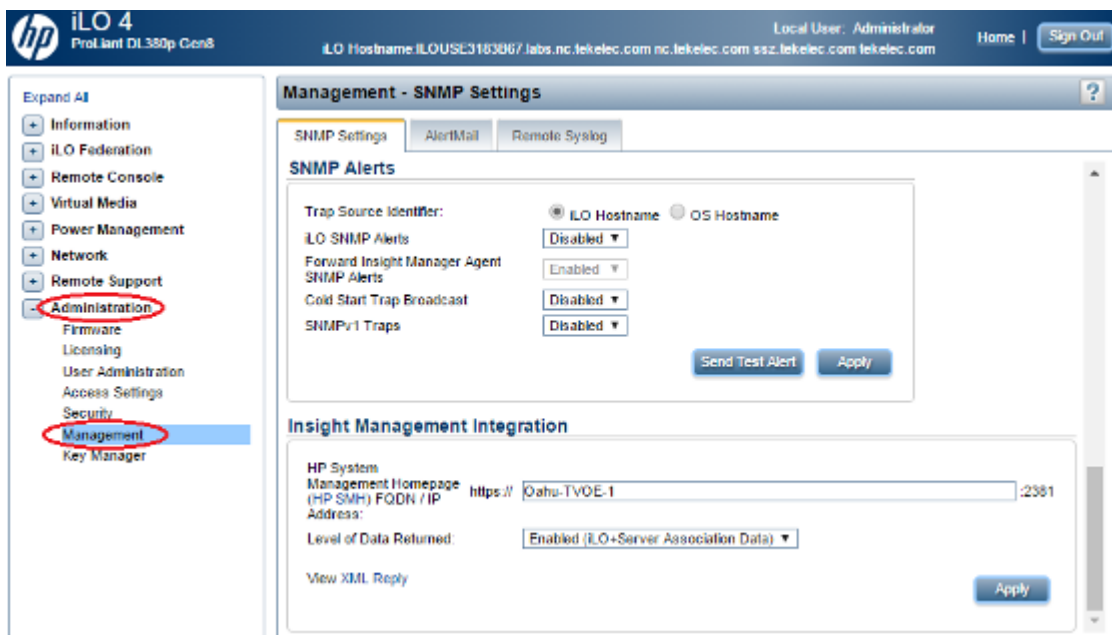 hp
iLO 4
ProLiant DL380p Gen8
Local User: Administrator
iLO Hostname:ILOUSE3183867.labs.nc.tekelec.com nc.tekelec.com ssz.tekelec.com tekelec.com
Home |
Sign Out
Expand All
Information
iLO Federation
Remote Console
Virtual Media
Power Management
Network
Remote Support
Administration
Firmware
Licensing
User Administration
Access Settings
Security
Management
Key Manager
Management - SNMP Settings
?
SNMP Settings
AlertMail
Remote Syslog
SNMP Alerts
Trap Source Identifier:
iLO Hostname
OS Hostname
iLO SNMP Alerts
Disabled
Forward Insight Manager Agent
SNMP Alerts
Enabled
Cold Start Trap Broadcast
Disabled
SNMPv1 Traps
Disabled
Send Test Alert
Apply
Insight Management Integration
HP System
Management Homepage
(HP SMH) FQDN / IP
Address:
https://
Oahu-TVOE-1
:2381
Level of Data Returned:
Enabled (iLO+Server Association Data)
View XML Reply
Apply